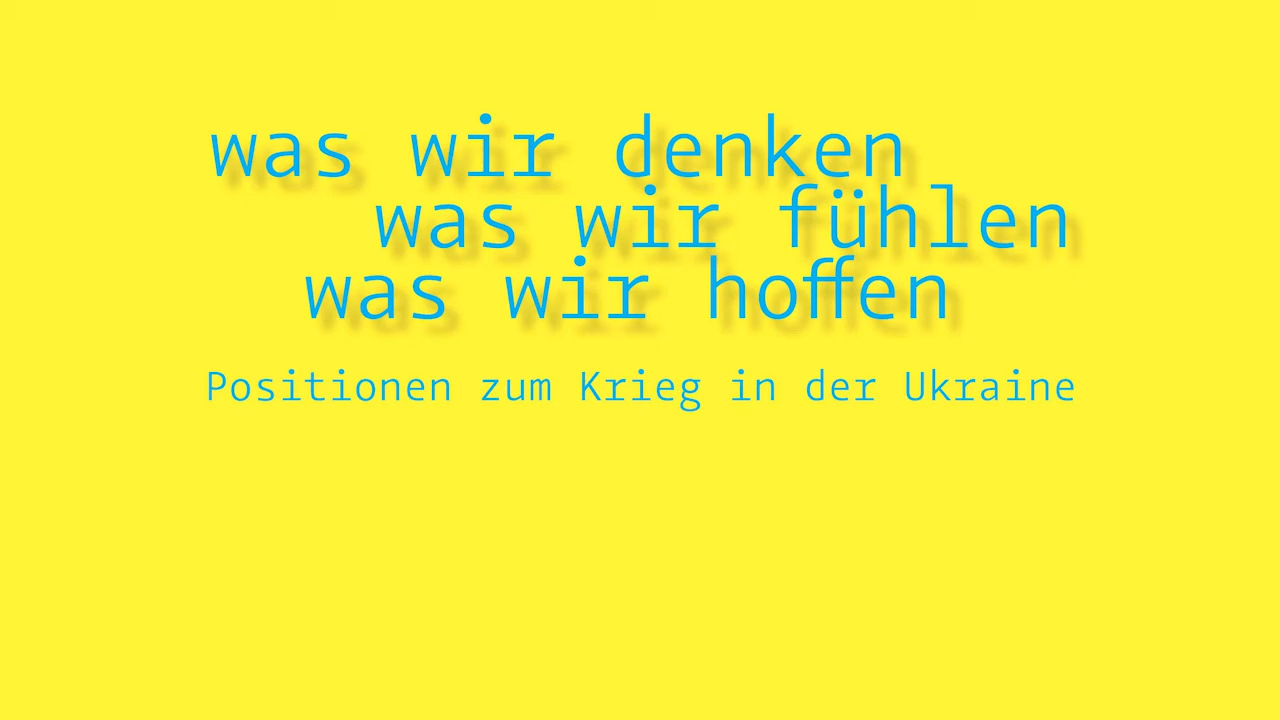 was wir denken
was wir fühlen
was wir hoffen
Positionen zum Krieg in der Ukraine